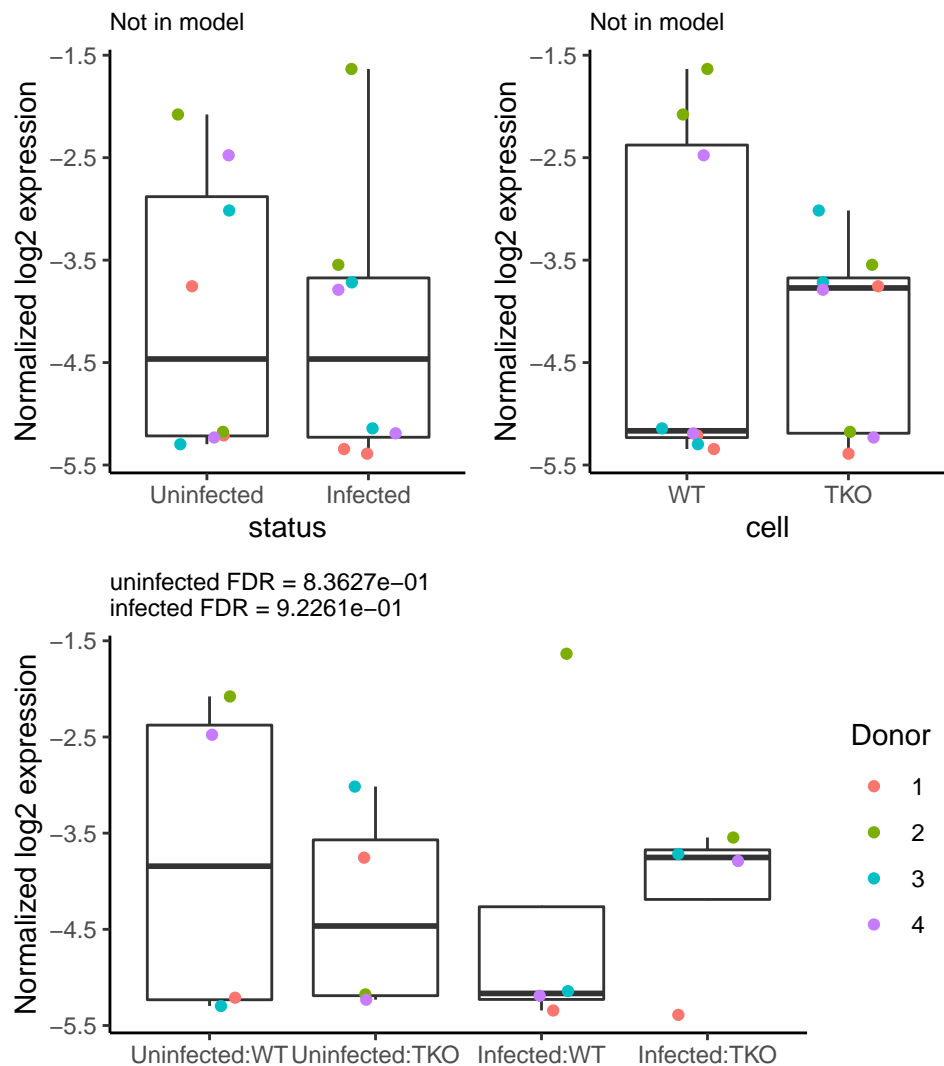 Not in model
Normalized log2 expression
−1.5
−2.5
−3.5
−4.5
−5.5
Uninfected Infected
status
Not in model
Normalized log2 expression
−1.5
−2.5
−3.5
−4.5
−5.5
WT TKO
cell
uninfected FDR = 8.3627e−01
infected FDR = 9.2261e−01
Normalized log2 expression
−1.5
−2.5
−3.5
−4.5
−5.5
Uninfected:WT Uninfected:TKO Infected:WT Infected:TKO
Donor
1
2
3
4